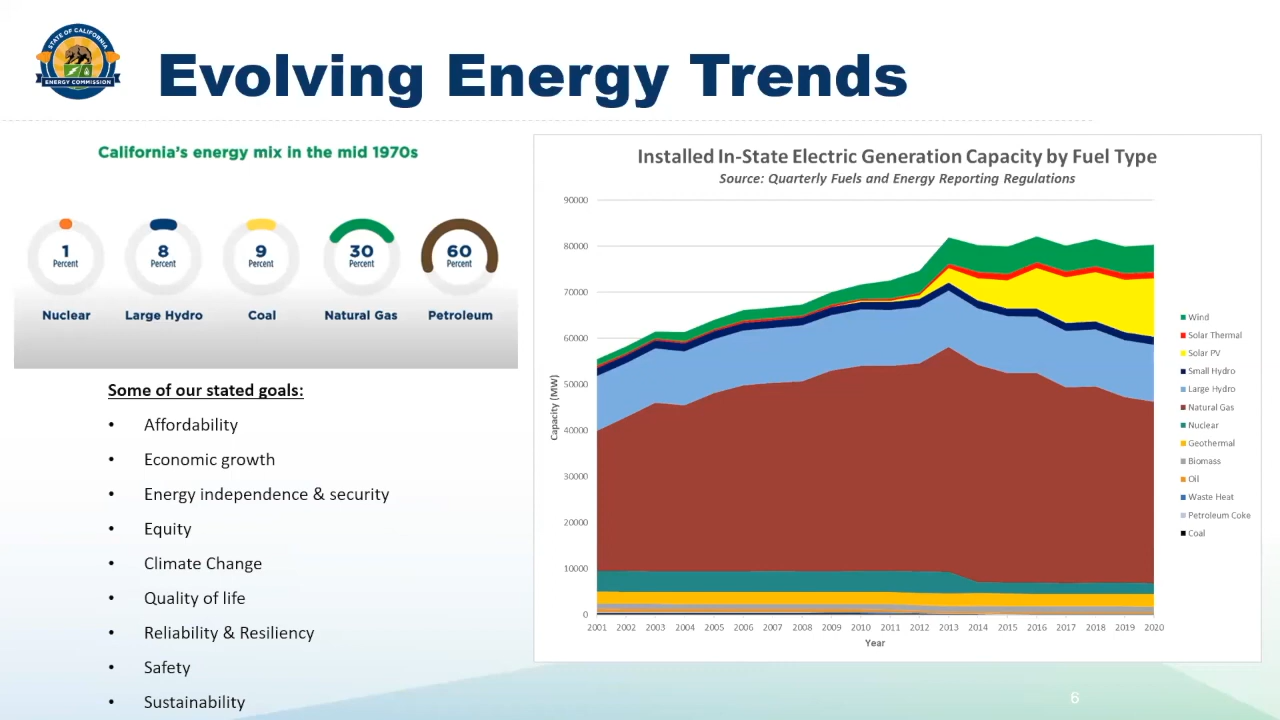 STATE OF CALIFORNIA
ENERGY COMMISSION
Evolving Energy Trends
California's energy mix in the mid 1970s
1 Percent
Nuclear
8 Percent
Large Hydro
9 Percent
Coal
30 Percent
Natural Gas
60 Percent
Petroleum
Some of our stated goals:
• Affordability
• Economic growth
• Energy independence & security
• Equity
• Climate Change
• Quality of life
• Reliability & Resiliency
• Safety
• Sustainability
Installed In-State Electric Generation Capacity by Fuel Type
Source: Quarterly Fuels and Energy Reporting Regulations
Capacity (MW)
90000
80000
70000
60000
50000
40000
30000
20000
10000
0
2001 2002 2003 2004 2005 2006 2007 2008 2009 2010 2011 2012 2013 2014 2015 2016 2017 2018 2019 2020
Year
Wind
Solar Thermal
Solar PV
Small Hydro
Large Hydro
Natural Gas
Nuclear
Geothermal
Biomass
Oil
Waste Heat
Petroleum Coke
Coal
6